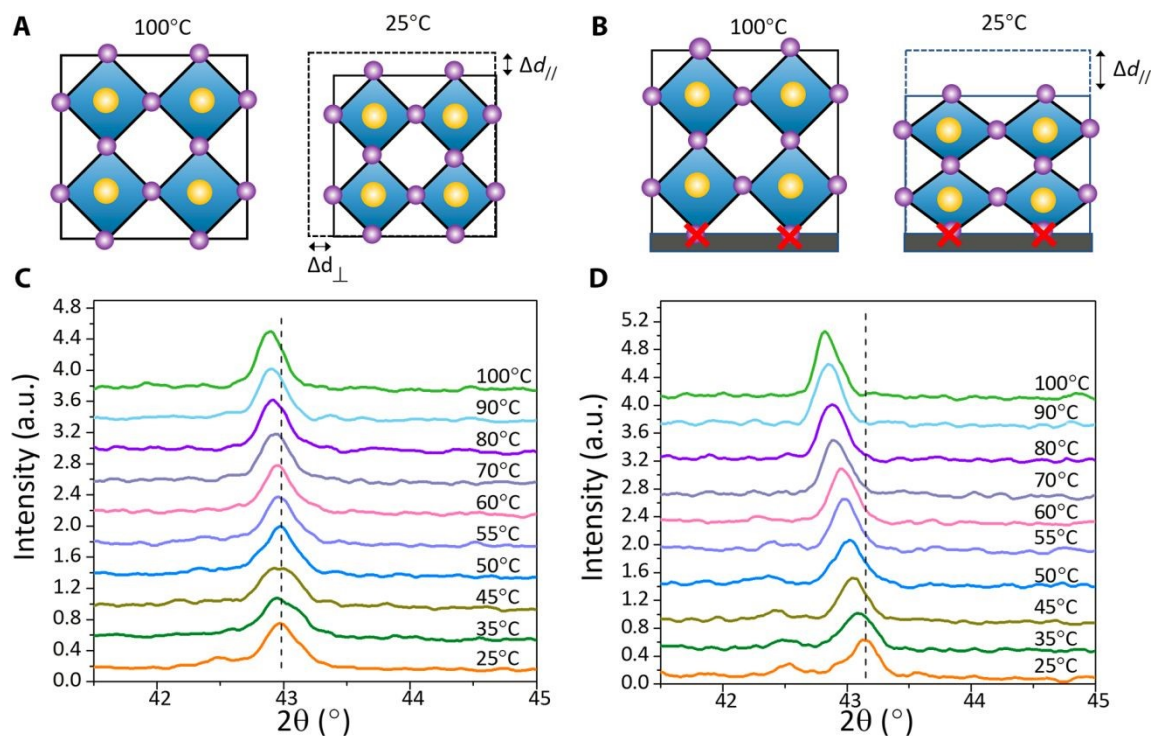 A
100°C
25°C
Δd//
Δd⊥
B
100°C
25°C
Δd//
C
Intensity (a.u.)
4.8
4.4
4.0
3.6
3.2
2.8
2.4
2.0
1.6
1.2
0.8
0.4
0.0
100°C
90°C
80°C
70°C
60°C
55°C
50°C
45°C
35°C
25°C
42 43 44 45
2θ (°)
D
Intensity (a.u.)
5.2
4.8
4.4
4.0
3.6
3.2
2.8
2.4
2.0
1.6
1.2
0.8
0.4
0.0
100°C
90°C
80°C
70°C
60°C
55°C
50°C
45°C
35°C
25°C
42 43 44 45
2θ (°)